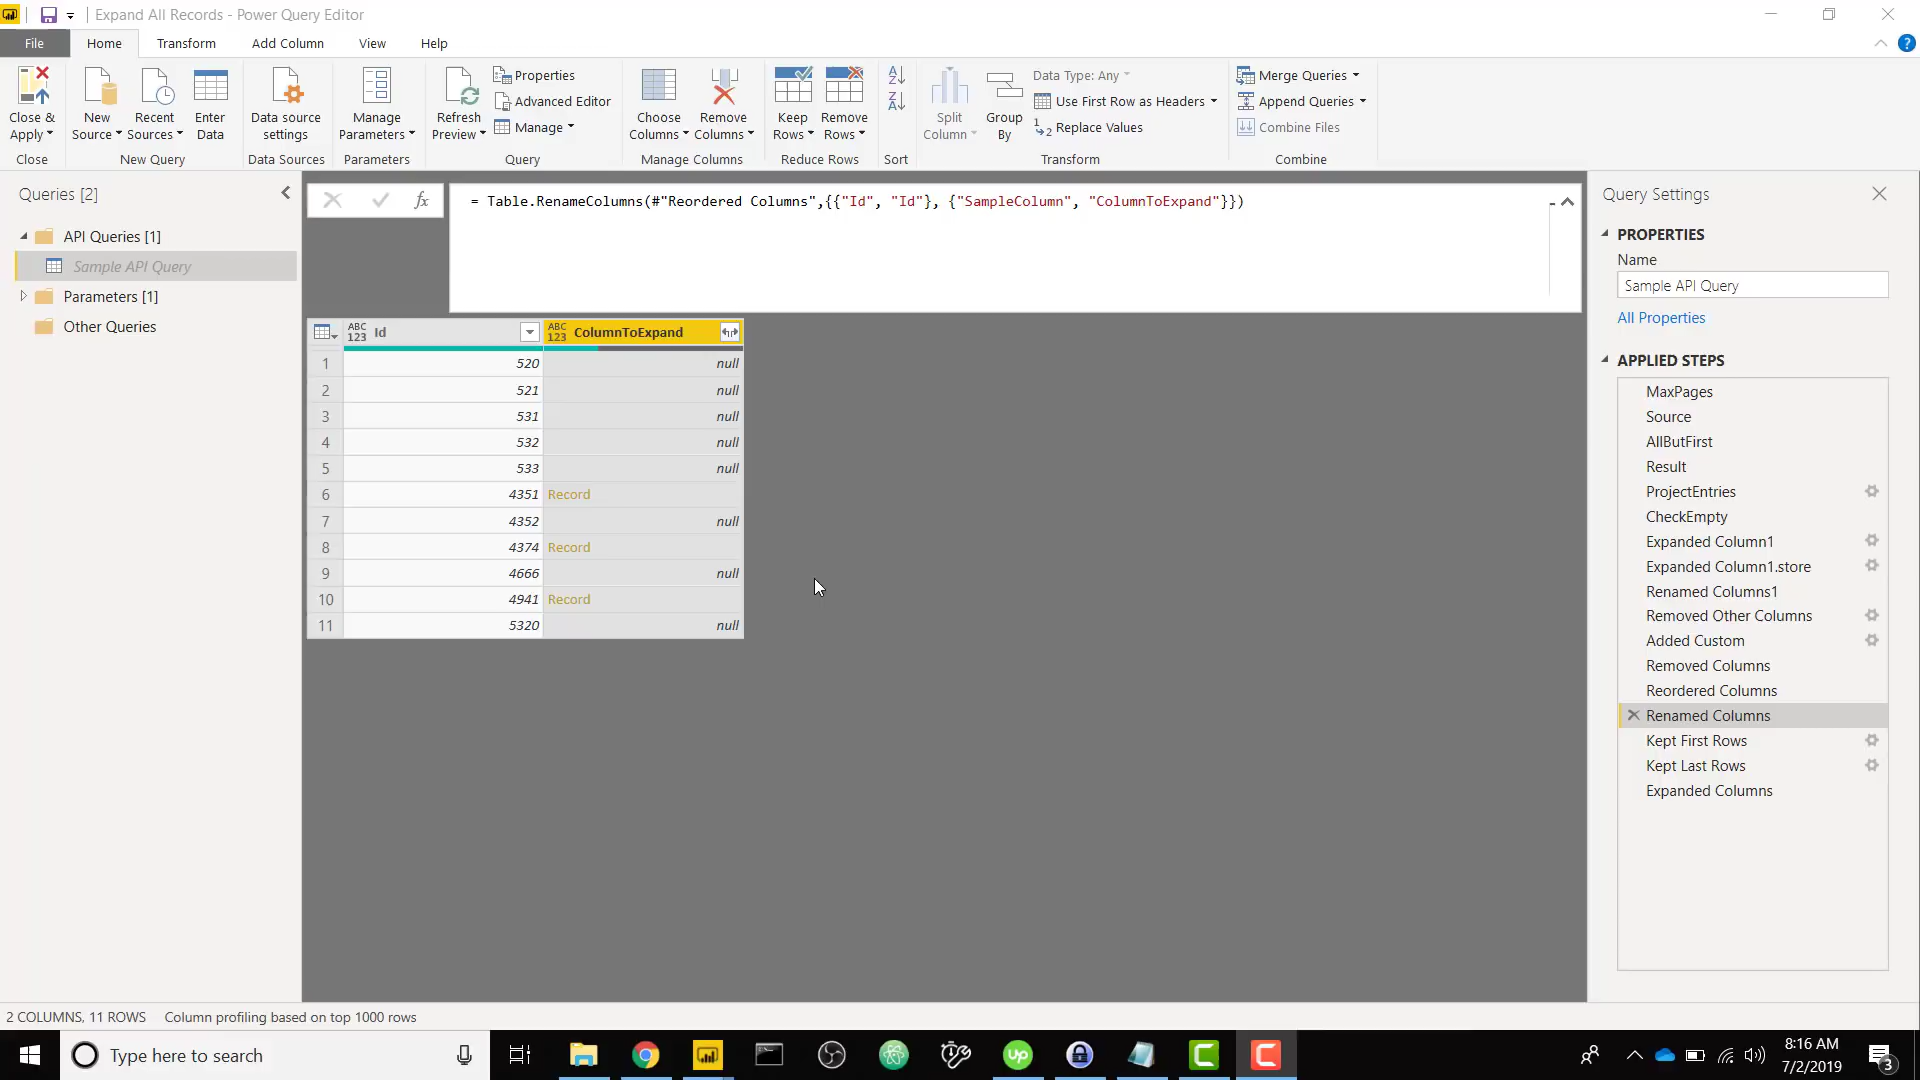 Expand All Records - Power Query Editor
File
Home
Transform
Add Column
View
Help
?
Close & Apply
New Source
Recent Sources
Enter Data
Data source settings
Manage Parameters
Refresh Preview
Properties
Advanced Editor
Manage
Choose Columns
Remove Columns
Keep Rows
Remove Rows
A Z
Z A
Split Column
Group By
Data Type: Any
Use First Row as Headers
1 2 Replace Values
Merge Queries
Append Queries
Combine Files
Close
New Query
Data Sources
Parameters
Query
Manage Columns
Reduce Rows
Sort
Transform
Combine
Queries [2]
API Queries [1]
Sample API Query
Parameters [1]
Other Queries
fx
= Table.RenameColumns(#"Reordered Columns",{{"Id", "Id"}, {"SampleColumn", "ColumnToExpand"}})
ABC 123 Id
ABC 123 ColumnToExpand
1 520 null
2 521 null
3 531 null
4 532 null
5 533 null
6 4351 Record
7 4352 null
8 4374 Record
9 4666 null
10 4941 Record
11 5320 null
Query Settings
PROPERTIES
Name
Sample API Query
All Properties
APPLIED STEPS
MaxPages
Source
AllButFirst
Result
ProjectEntries
CheckEmpty
Expanded Column1
Expanded Column1.store
Renamed Columns1
Removed Other Columns
Added Custom
Removed Columns
Reordered Columns
Renamed Columns
Kept First Rows
Kept Last Rows
Expanded Columns
2 COLUMNS, 11 ROWS
Column profiling based on top 1000 rows
Type here to search
up
C
C
8:16 AM
7/2/2019
3